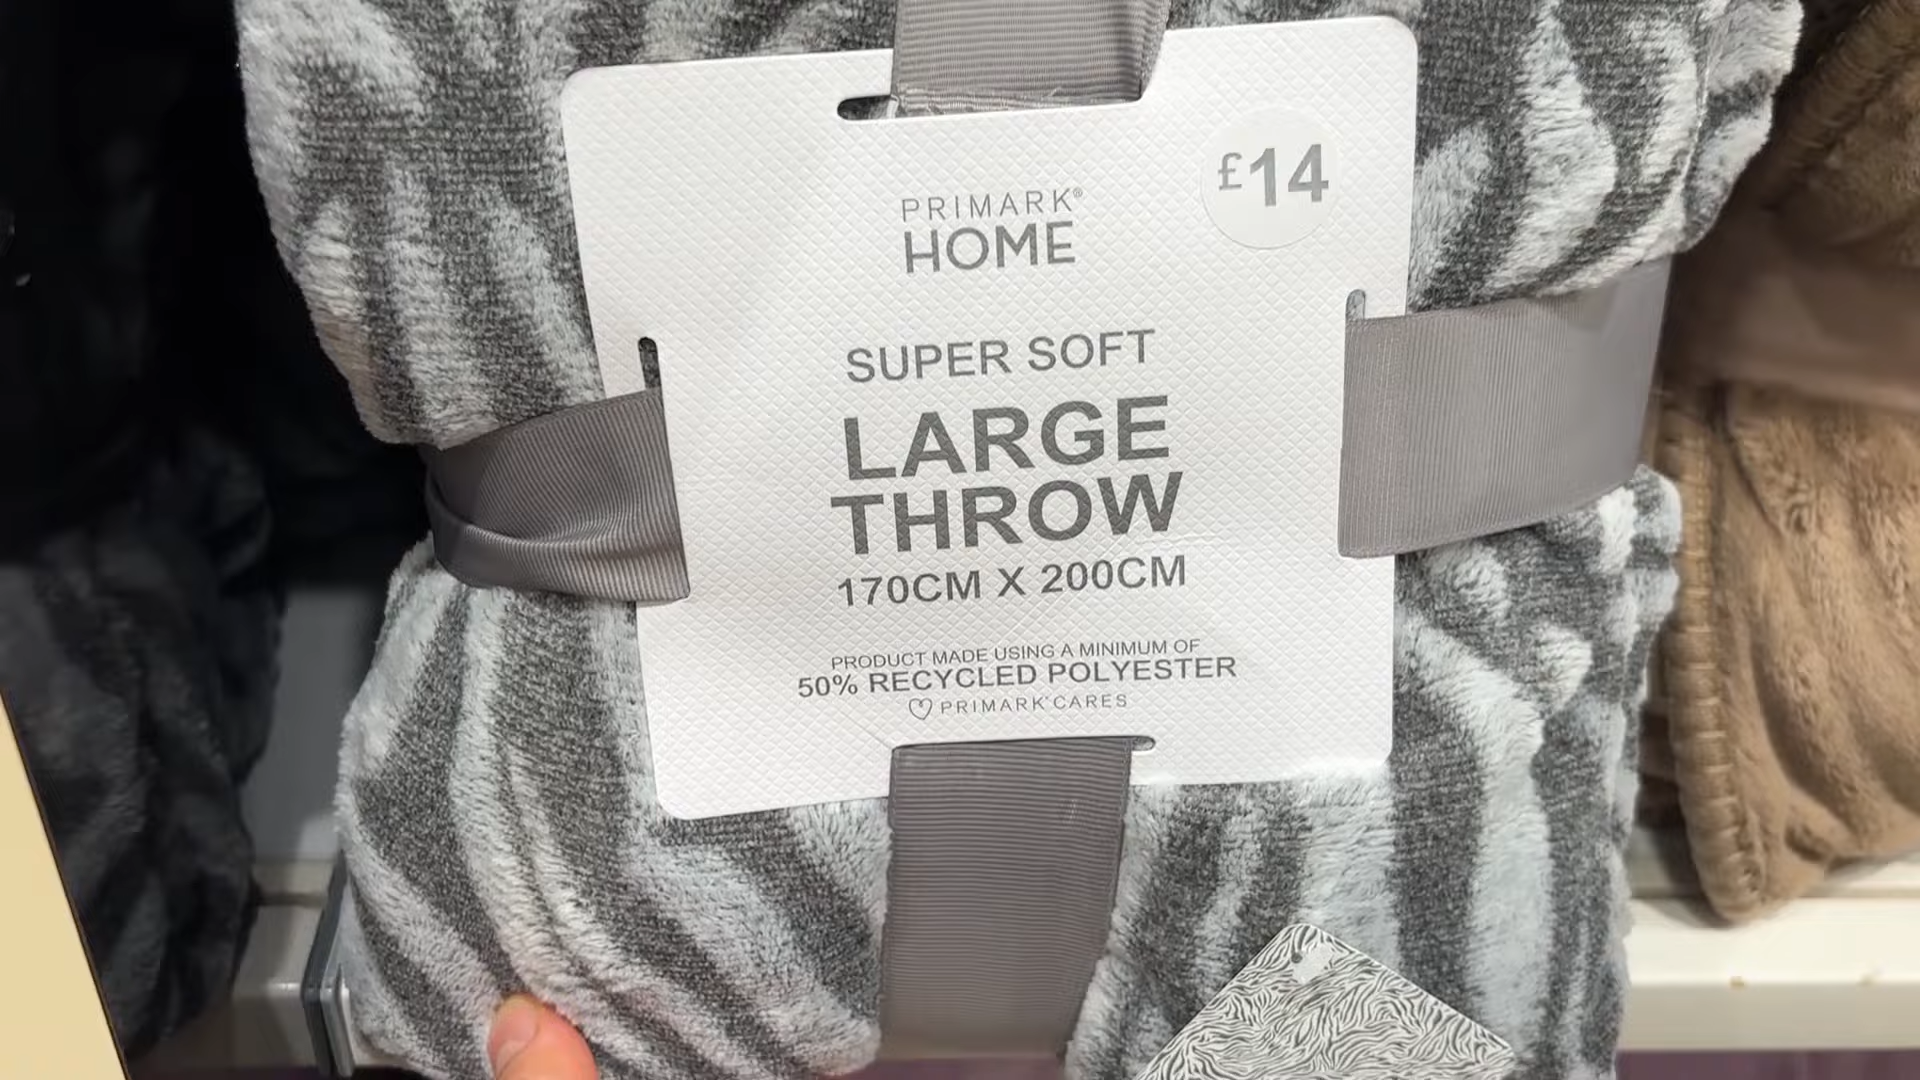 £14
PRIMARK®
HOME
SUPER SOFT
LARGE
THROW
170CM X 200CM
PRODUCT MADE USING A MINIMUM OF
50% RECYCLED POLYESTER
PRIMARK® CARES